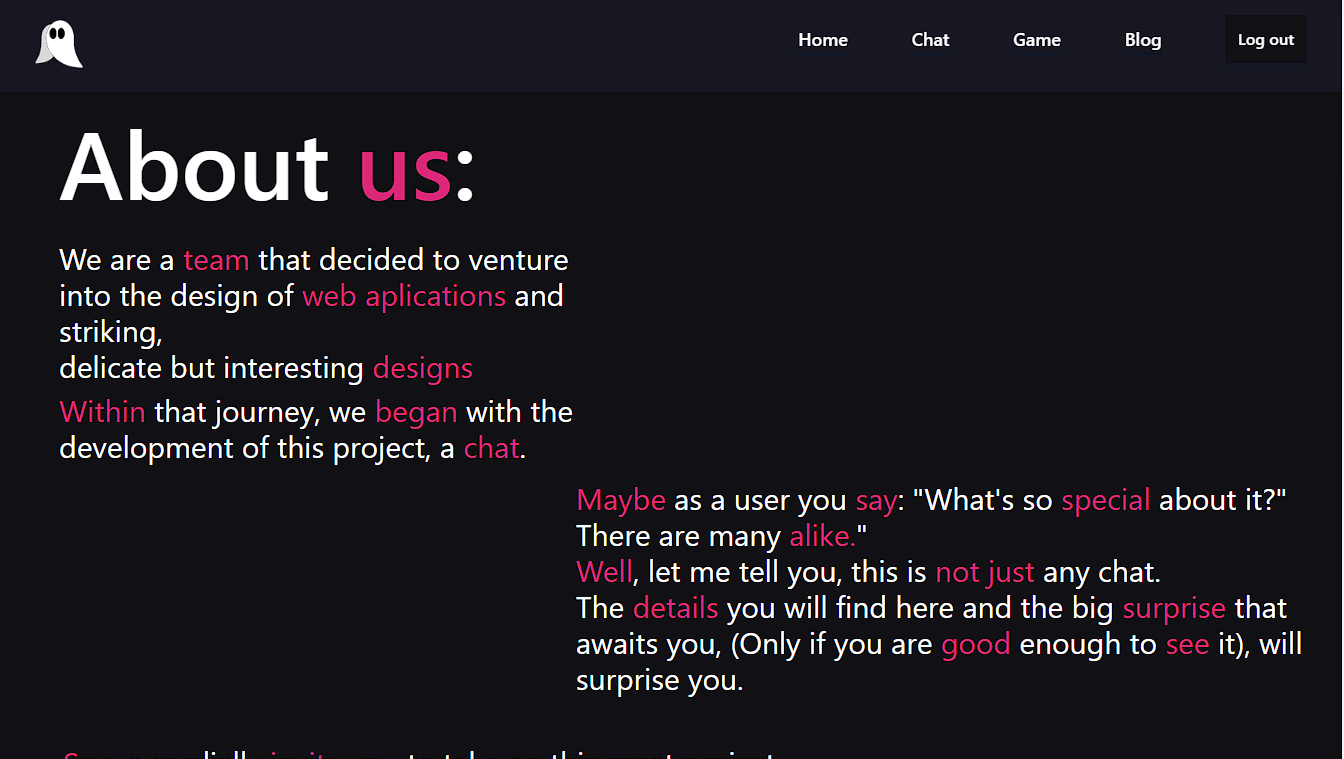 Home Chat Game Blog Log out
About us:
We are a team that decided to venture
into the design of web aplications and
striking,
delicate but interesting designs
Within that journey, we began with the
development of this project, a chat.
Maybe as a user you say: "What's so special about it?"
There are many alike."
Well, let me tell you, this is not just any chat.
The details you will find here and the big surprise that
awaits you, (Only if you are good enough to see it), will
surprise you.